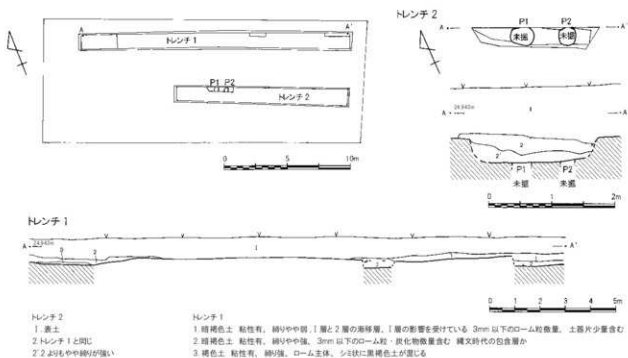 トレンチ 2
A
A'
トレンチ 1
P1 P2
トレンチ 2
0 5 10m
P1 P2
A A'
未掘 未掘
24.640m
A A'
I
2
2'
P1 P2
未掘 未掘
0 1 2m
トレンチ 1
A A'
24.640m
I
3 2
2
0 1 2 3 4 5m
トレンチ 2
I. 表土
2. トレンチ 1 と同じ
2' 2 よりもやや締りが強い
トレンチ 1
1. 暗褐色土 粘性有、締りやや弱、I 層と 2 層の漸移層、I 層の影響を受けている 3mm 以下のローム粒微量、土器片少量含む
2. 暗褐色土 粘性有、締りやや強、3mm 以下のローム粒・炭化物微量含む 縄文時代の包含層か
3. 褐色土 粘性有、締り強、ローム主体、シミ状に黒褐色土が混じる